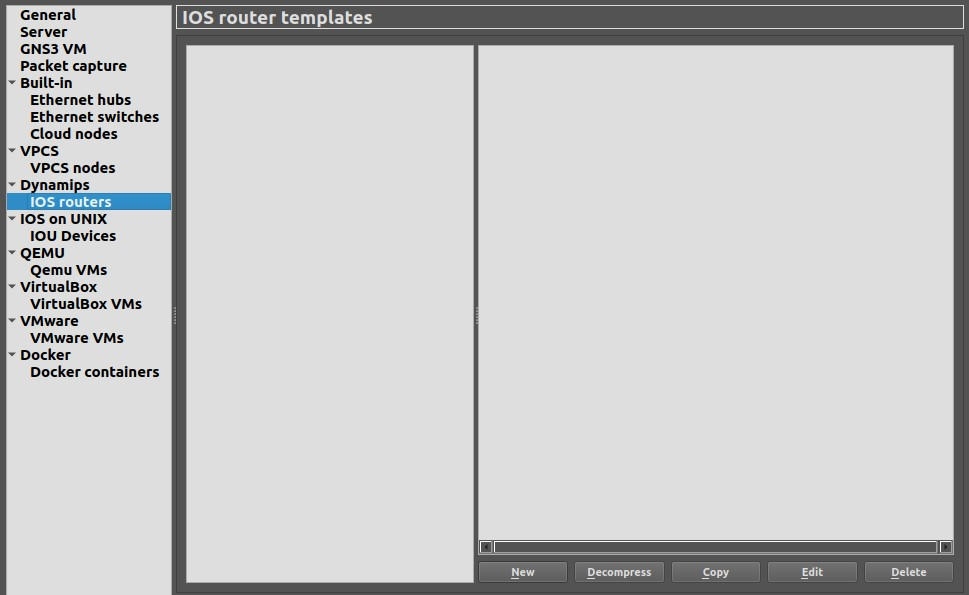 General
Server
GNS3 VM
Packet capture
Built-in
Ethernet hubs
Ethernet switches
Cloud nodes
VPCS
VPCS nodes
Dynamips
IOS routers
IOS on UNIX
IOU Devices
QEMU
Qemu VMs
VirtualBox
VirtualBox VMs
VMware
VMware VMs
Docker
Docker containers
IOS router templates
New
Decompress
Copy
Edit
Delete